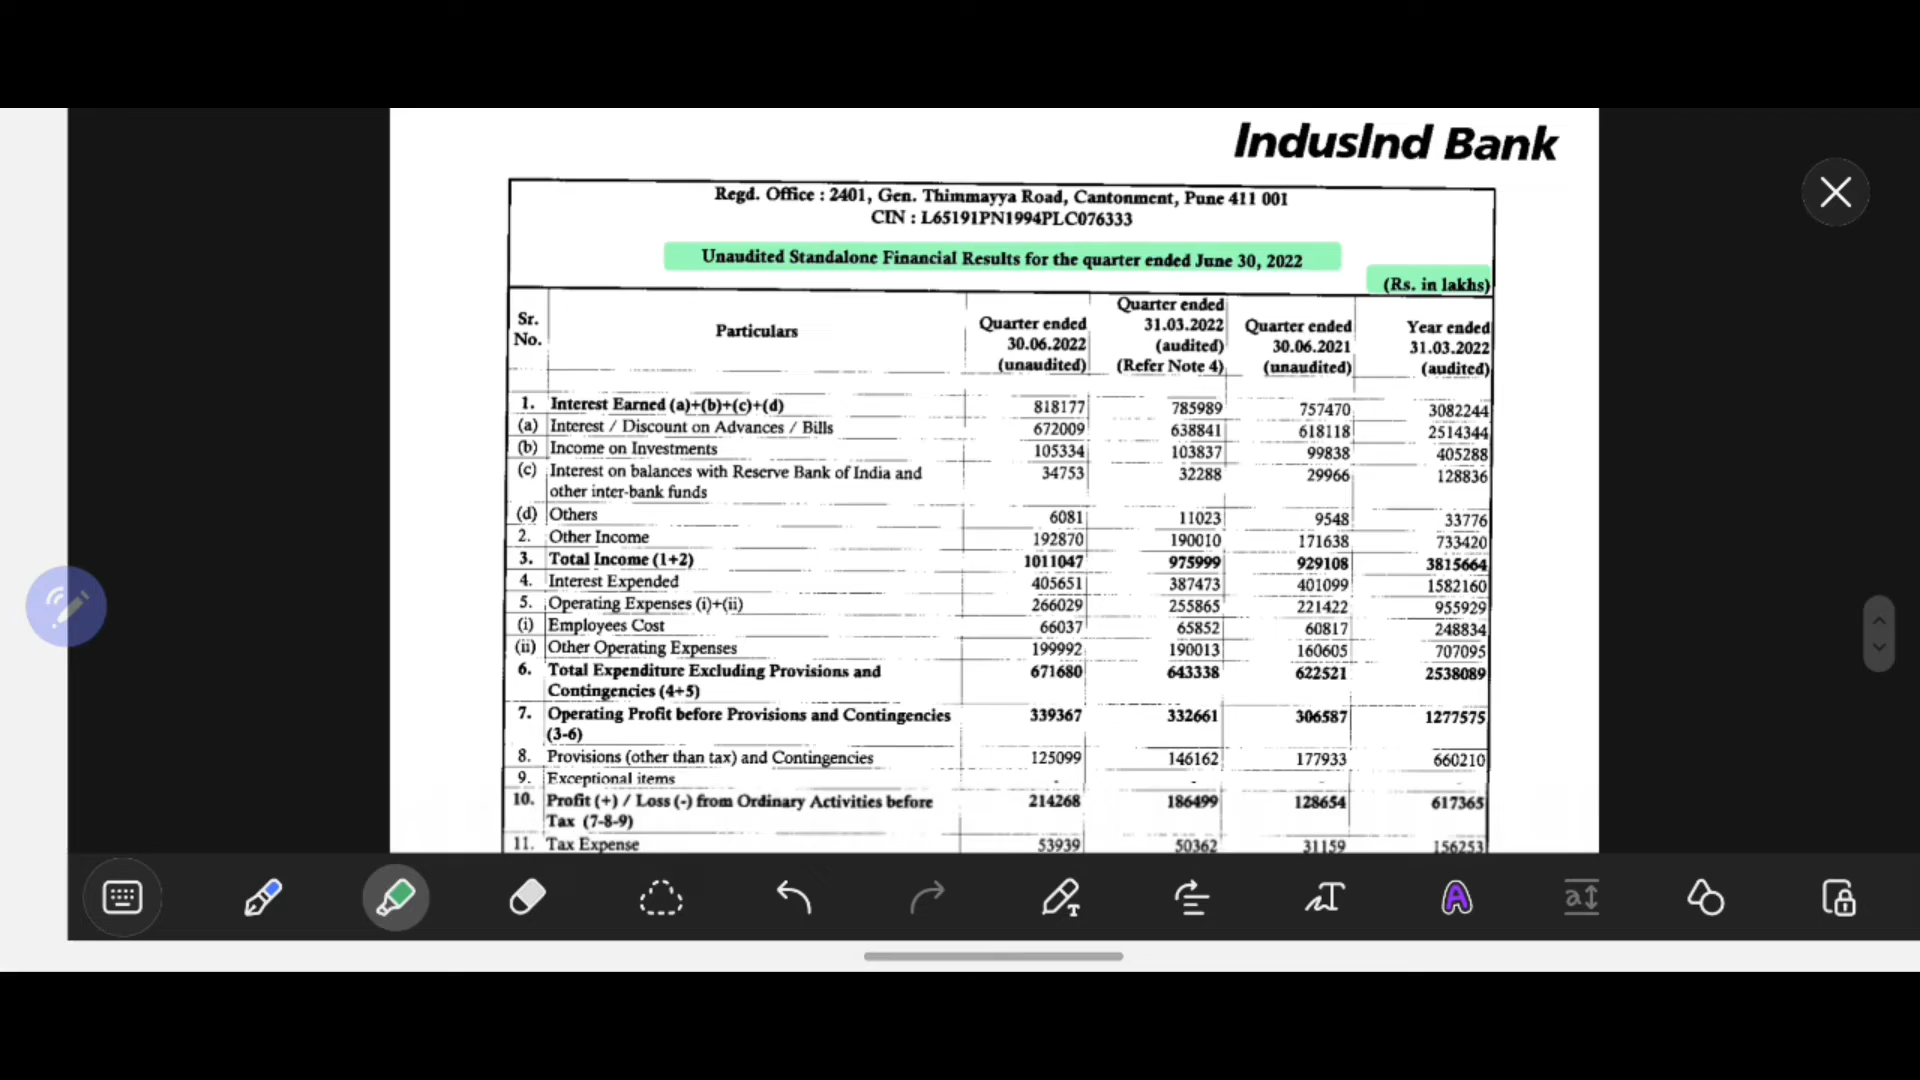 IndusInd Bank
Regd. Office : 2401, Gen. Thimmayya Road, Cantonment, Pune 411 001
CIN : L65191PN1994PLC076333
Unaudited Standalone Financial Results for the quarter ended June 30, 2022
(Rs. in lakhs)
Sr. No. Particulars Quarter ended 30.06.2022 (unaudited) Quarter ended 31.03.2022 (audited) (Refer Note 4) Quarter ended 30.06.2021 (unaudited) Year ended 31.03.2022 (audited)
1. Interest Earned (a)+(b)+(c)+(d) 818177 785989 757470 3082244
(a) Interest / Discount on Advances / Bills 672009 638841 618118 2514344
(b) Income on Investments 105334 103837 99838 405288
(c) Interest on balances with Reserve Bank of India and 34753 32288 29966 128836
other inter-bank funds
(d) Others 6081 11023 9548 33776
2. Other Income 192870 190010 171638 733420
3. Total Income (1+2) 1011047 975999 929108 3815664
4. Interest Expended 405651 387473 401099 1582160
5. Operating Expenses (i)+(ii) 266029 255865 221422 955929
(i) Employees Cost 66037 65852 60817 248834
(ii) Other Operating Expenses 199992 190013 160605 707095
6. Total Expenditure Excluding Provisions and 671680 643338 622521 2538089
Contingencies (4+5)
7. Operating Profit before Provisions and Contingencies 339367 332661 306587 1277575
(3-6)
8. Provisions (other than tax) and Contingencies 125099 146162 177933 660210
9. Exceptional items - - - -
10. Profit (+) / Loss (-) from Ordinary Activities before 214268 186499 128654 617365
Tax (7-8-9)
11. Tax Expense 53939 50362 31159 156253